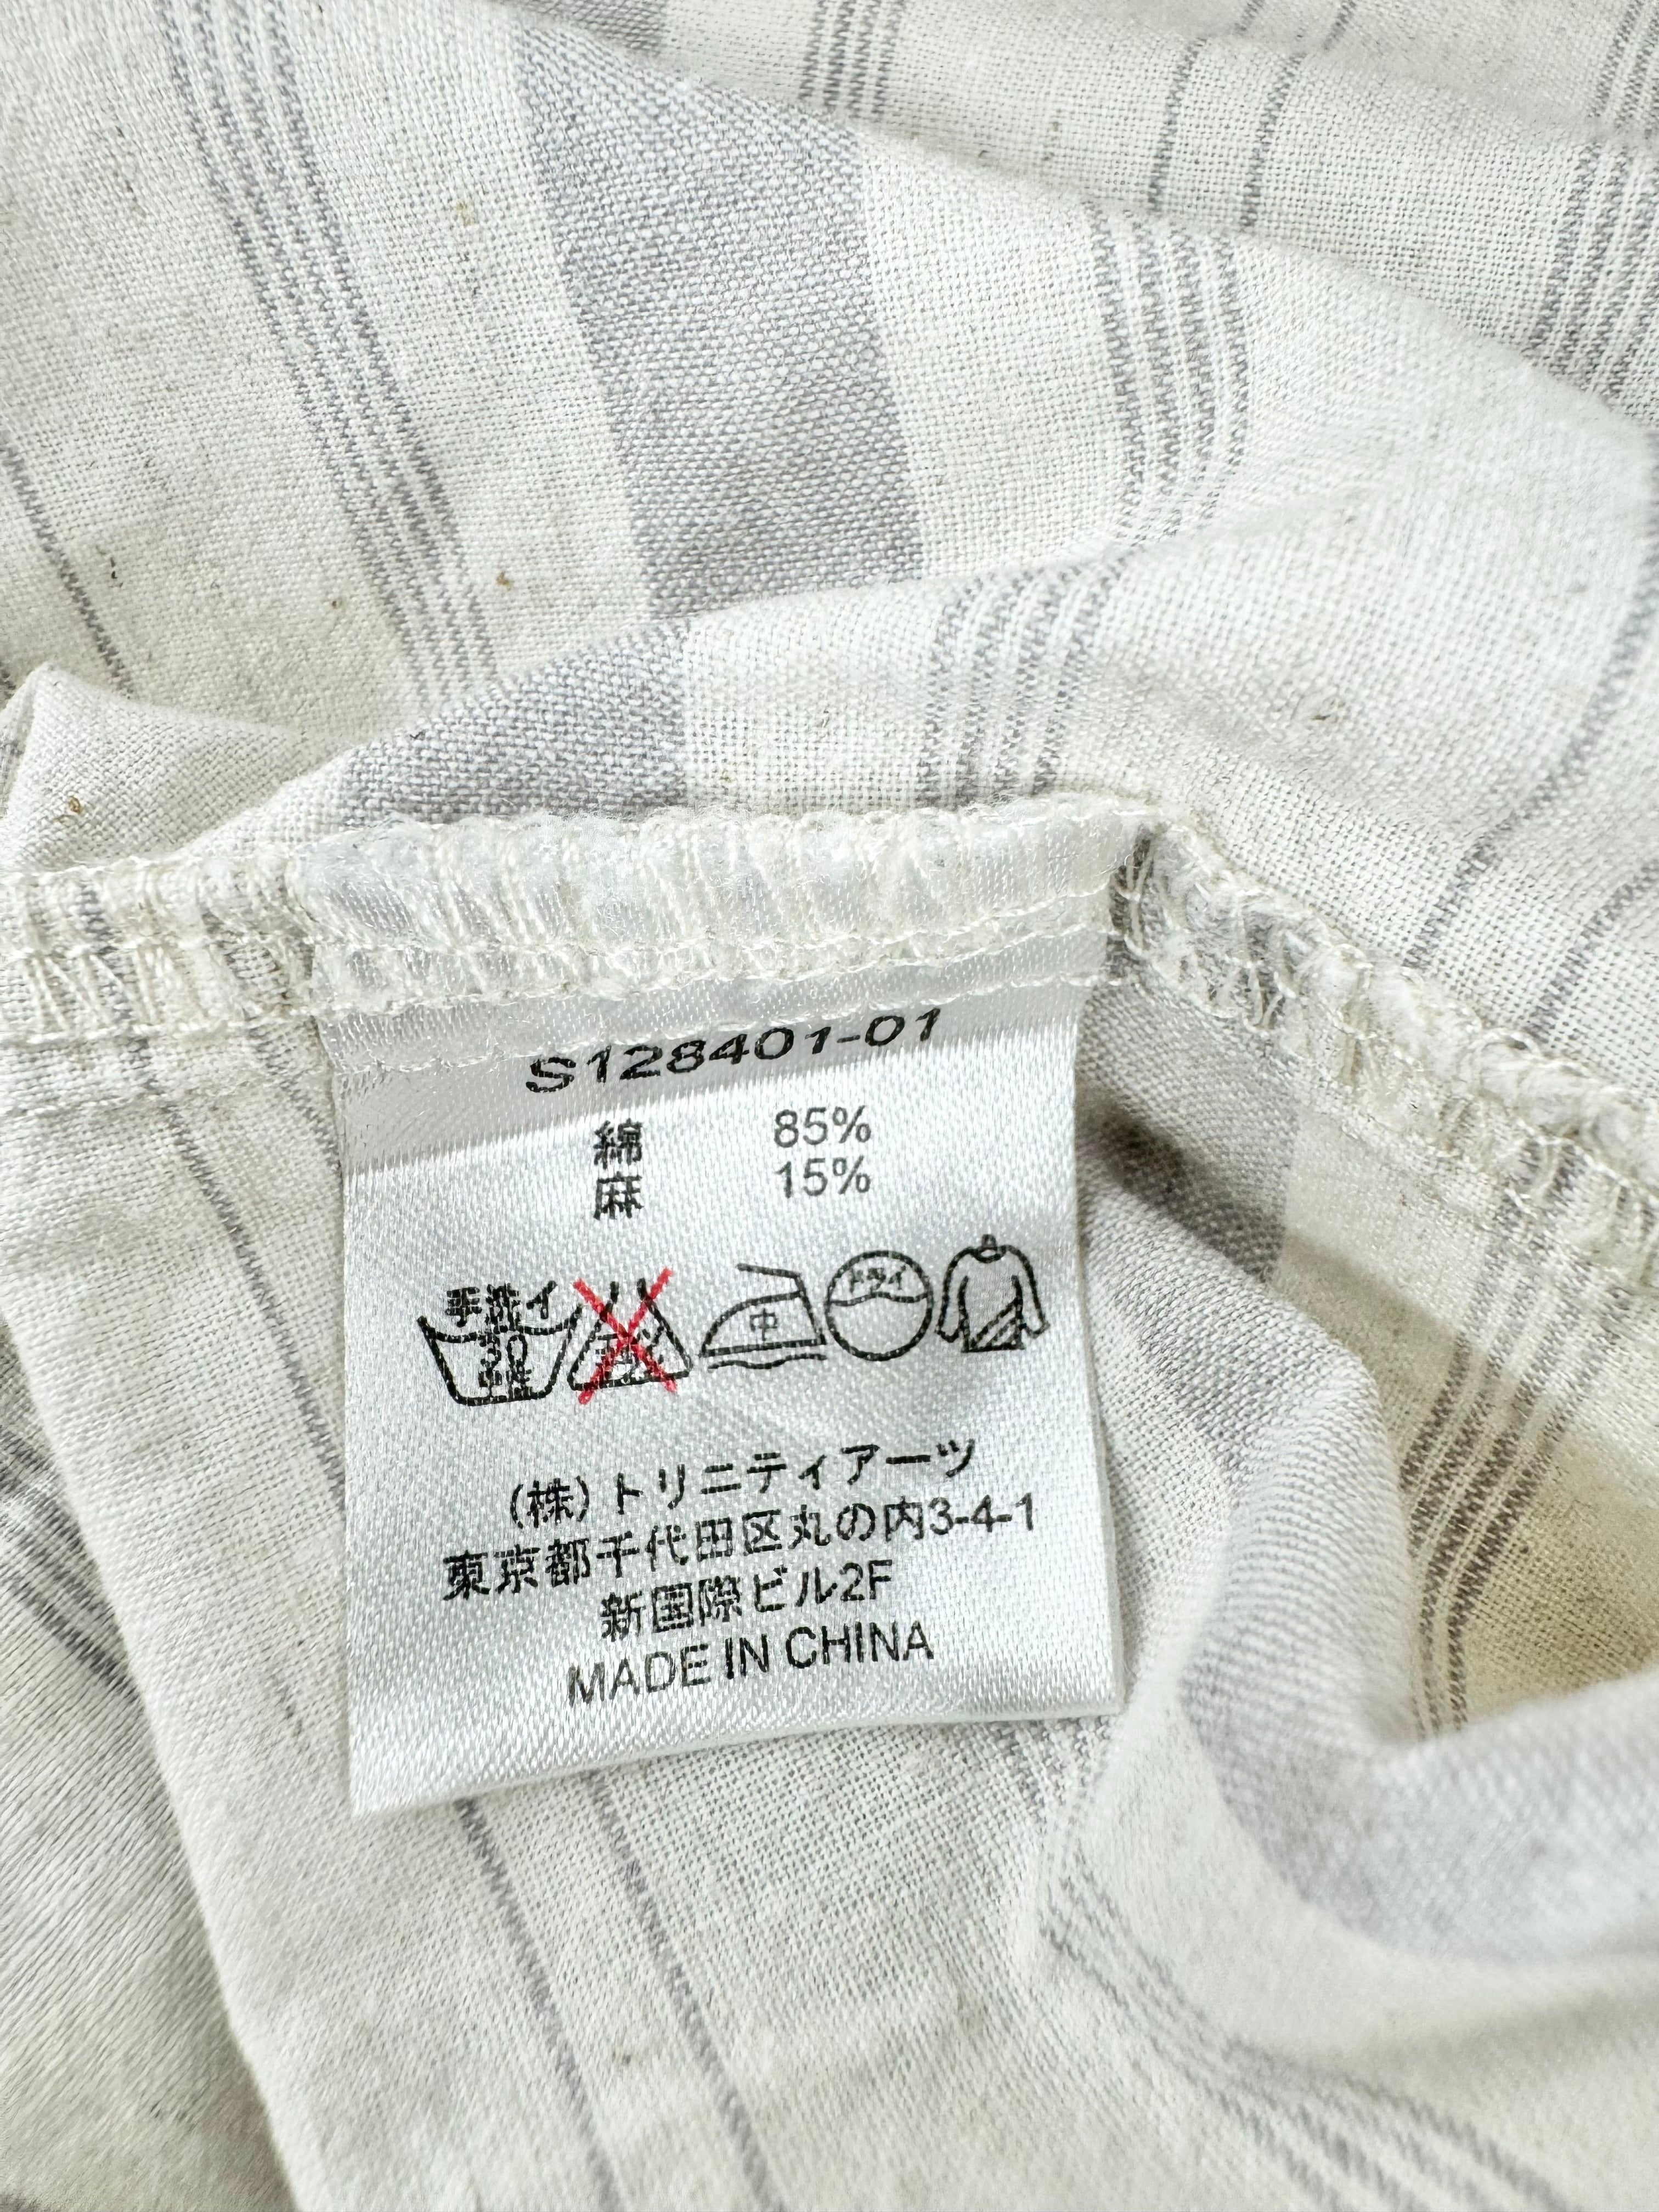 S128401-01
綿 85%
麻 15%
手洗イ 30 中 ドライ
(株)トリニティアーツ
東京都千代田区丸の内3-4-1
新国際ビル2F
MADE IN CHINA